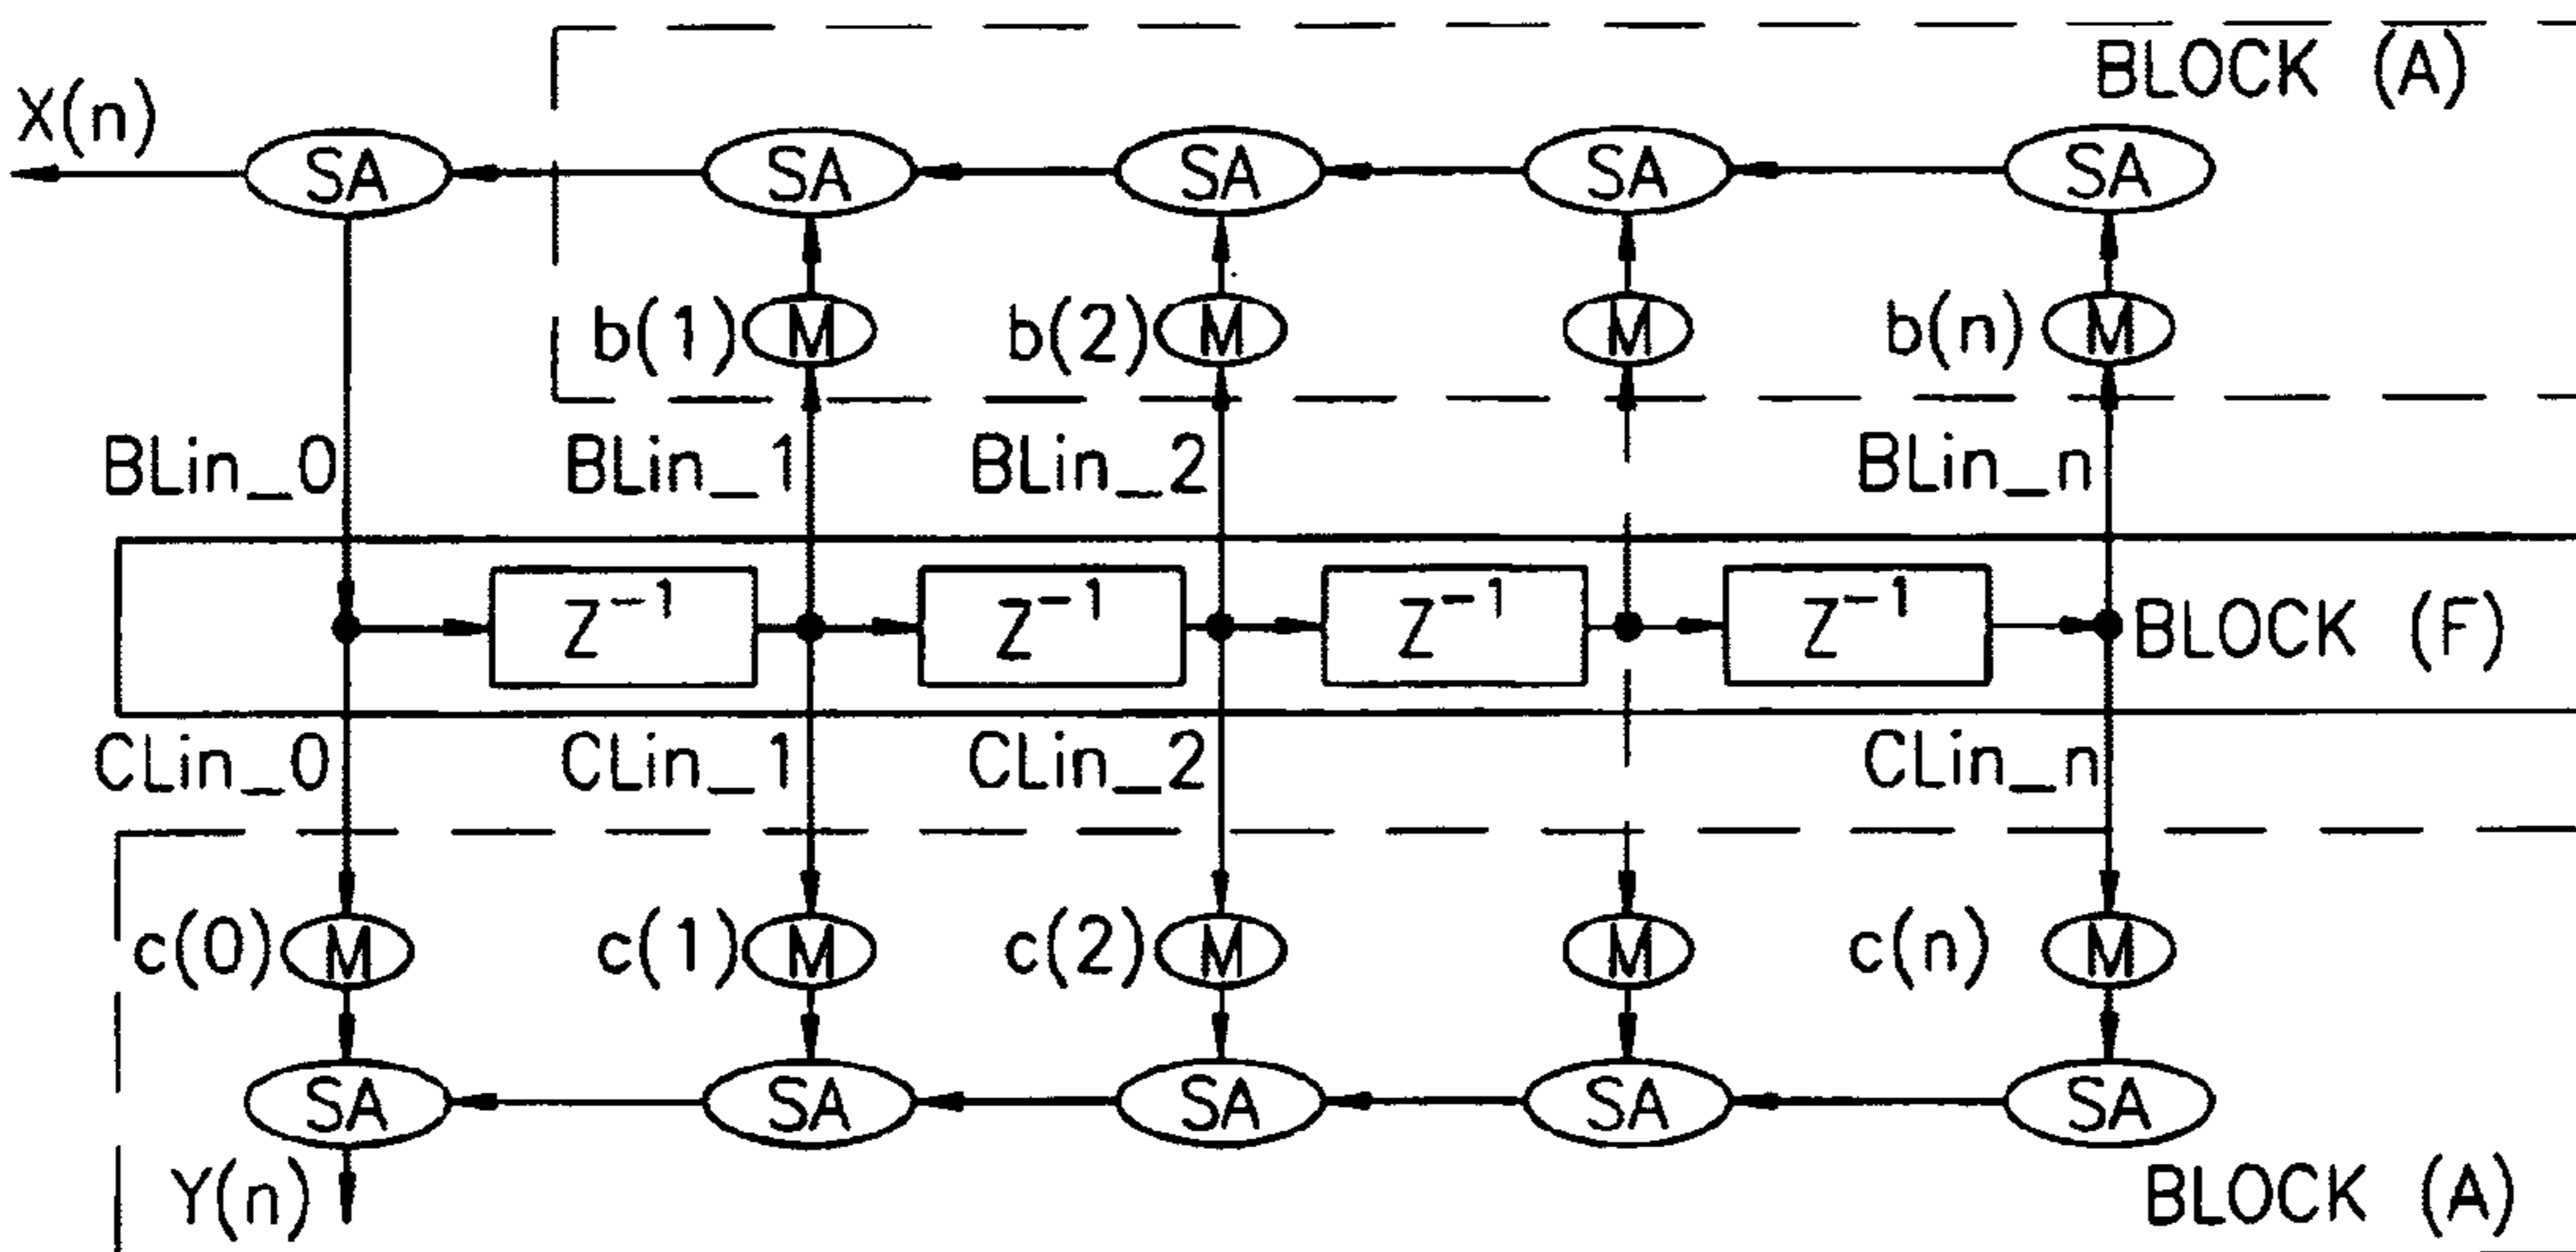 BLOCK (A)
X(n)
SA SA SA SA SA
b(1) M b(2) M M b(n) M
BLin_0 BLin_1 BLin_2 BLin_n
Z⁻¹ Z⁻¹ Z⁻¹ Z⁻¹ BLOCK (F)
CLin_0 CLin_1 CLin_2 CLin_n
c(0) M c(1) M c(2) M M c(n) M
SA SA SA SA SA
Y(n) BLOCK (A)